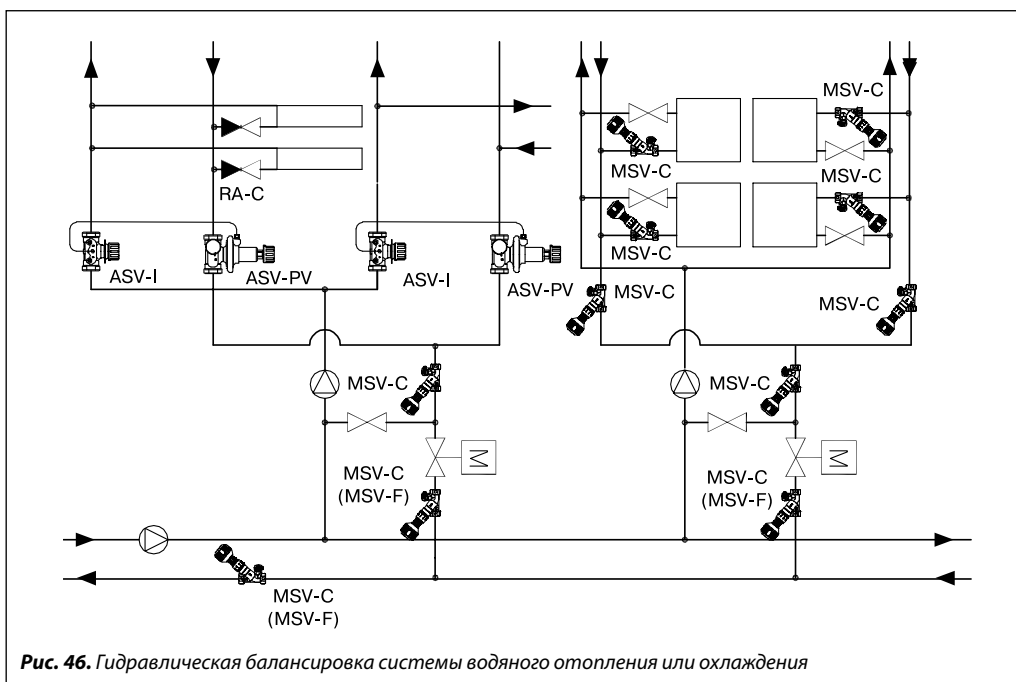 MSV-C
MSV-C
MSV-C
RA-C
MSV-C
ASV-I
ASV-PV
ASV-I
ASV-PV
MSV-C
MSV-C
MSV-C
MSV-C
M
M
MSV-C
(MSV-F)
MSV-C
(MSV-F)
MSV-C
(MSV-F)
Рис. 46. Гидравлическая балансировка системы водяного отопления или охлаждения